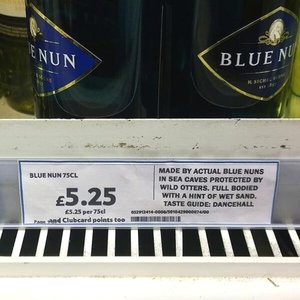 BLUE NUN
BLUE NUN
H. SICHEL
BLUE NUN 75CL
£5.25
£5.25 per 75cl
and Clubcard points too
MADE BY ACTUAL BLUE NUNS
IN SEA CAVES PROTECTED BY
WILD OTTERS. FULL BODIED
WITH A HINT OF WET SAND.
TASTE GUIDE: DANCEHALL